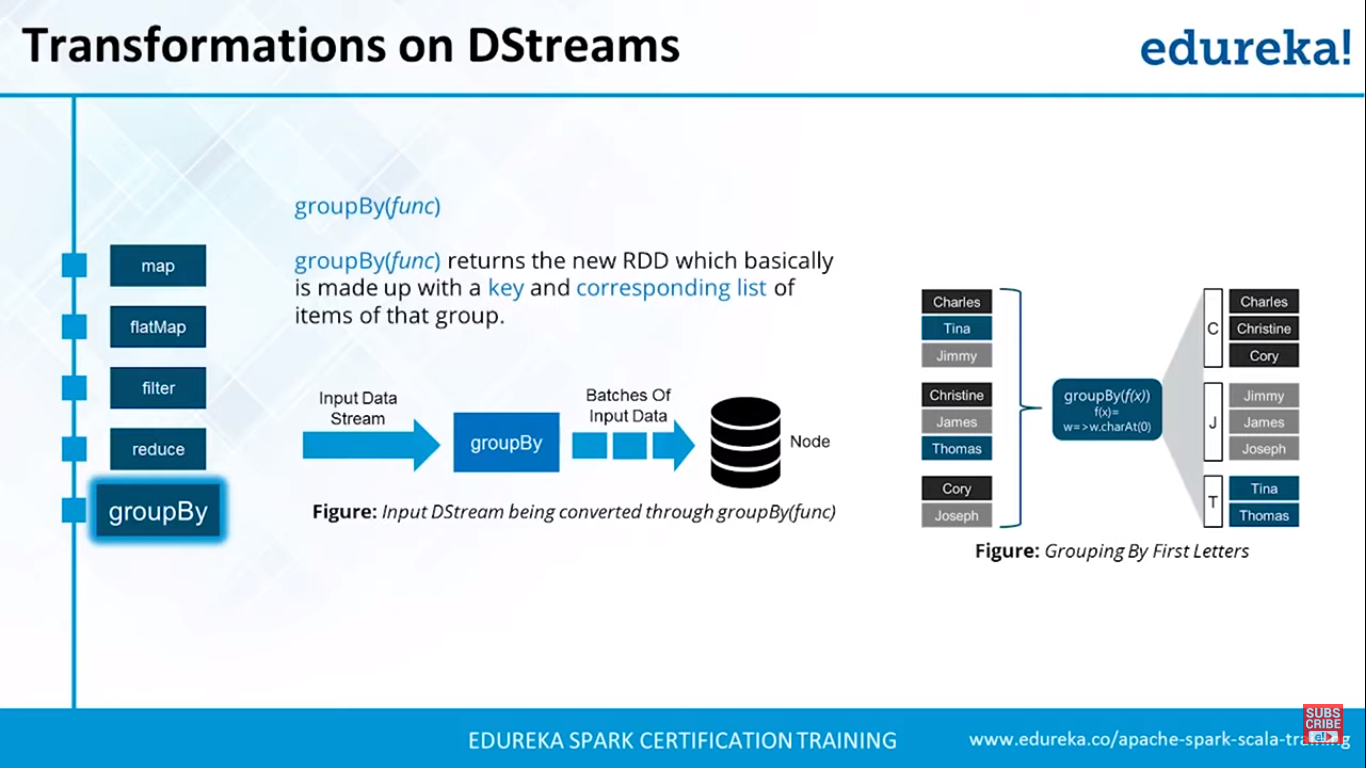 Transformations on DStreams
edureka!
map
flatMap
filter
reduce
groupBy
groupBy(func)
groupBy(func) returns the new RDD which basically
is made up with a key and corresponding list of
items of that group.
Input Data
Stream
groupBy
Batches Of
Input Data
Node
Figure: Input DStream being converted through groupBy(func)
Charles
Tina
Jimmy
Christine
James
Thomas
Cory
Joseph
groupBy(f(x))
f(x)=
w=>w.charAt(0)
C
Charles
Christine
Cory
J
Jimmy
James
Joseph
T
Tina
Thomas
Figure: Grouping By First Letters
EDUREKA SPARK CERTIFICATION TRAINING
www.edureka.co/apache-spark-scala-training
SUBS
CRIBE
e!